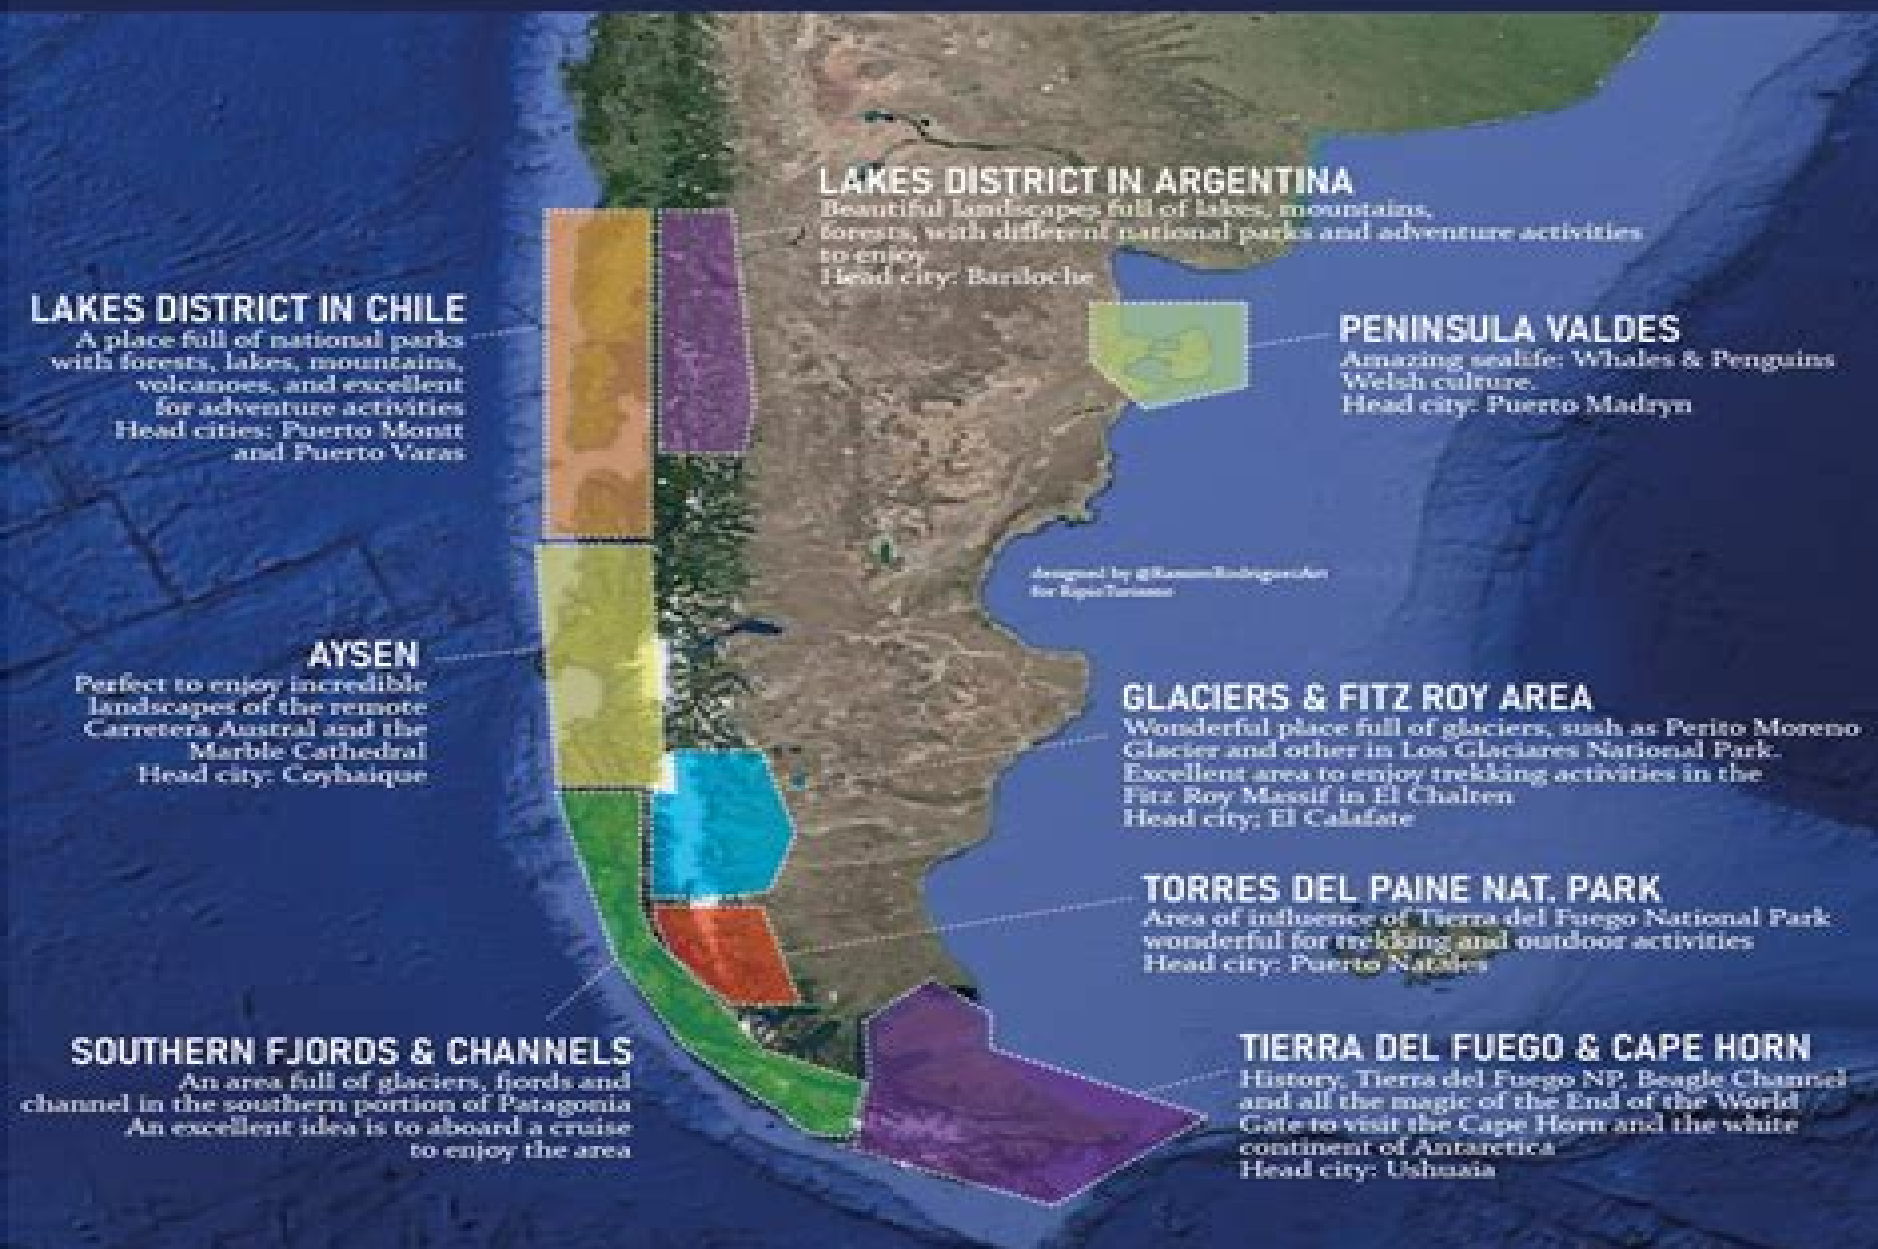 LAKES DISTRICT IN ARGENTINA
Beautiful landscapes full of lakes, mountains,
forests, with different national parks and adventure activities
to enjoy
Head city: Bariloche
LAKES DISTRICT IN CHILE
A place full of national parks
with forests, lakes, mountains,
volcanoes, and excellent
for adventure activities
Head cities: Puerto Montt
and Puerto Varas
PENINSULA VALDES
Amazing sealife: Whales & Penguins
Welsh culture.
Head city: Puerto Madryn
designed by @RamonRodriguezArt
for RipioTurismo
AYSEN
Perfect to enjoy incredible
landscapes of the remote
Carretera Austral and the
Marble Cathedral
Head city: Coyhaique
GLACIERS & FITZ ROY AREA
Wonderful place full of glaciers, sush as Perito Moreno
Glacier and other in Los Glaciares National Park.
Excellent area to enjoy trekking activities in the
Fitz Roy Massif in El Chalten
Head city; El Calafate
TORRES DEL PAINE NAT. PARK
Area of influence of Tierra del Fuego National Park
wonderful for trekking and outdoor activities
Head city: Puerto Natales
SOUTHERN FJORDS & CHANNELS
An area full of glaciers, fjords and
channel in the southern portion of Patagonia
An excellent idea is to aboard a cruise
to enjoy the area
TIERRA DEL FUEGO & CAPE HORN
History, Tierra del Fuego NP, Beagle Channel
and all the magic of the End of the World
Gate to visit the Cape Horn and the white
continent of Antarctica
Head city: Ushuaia